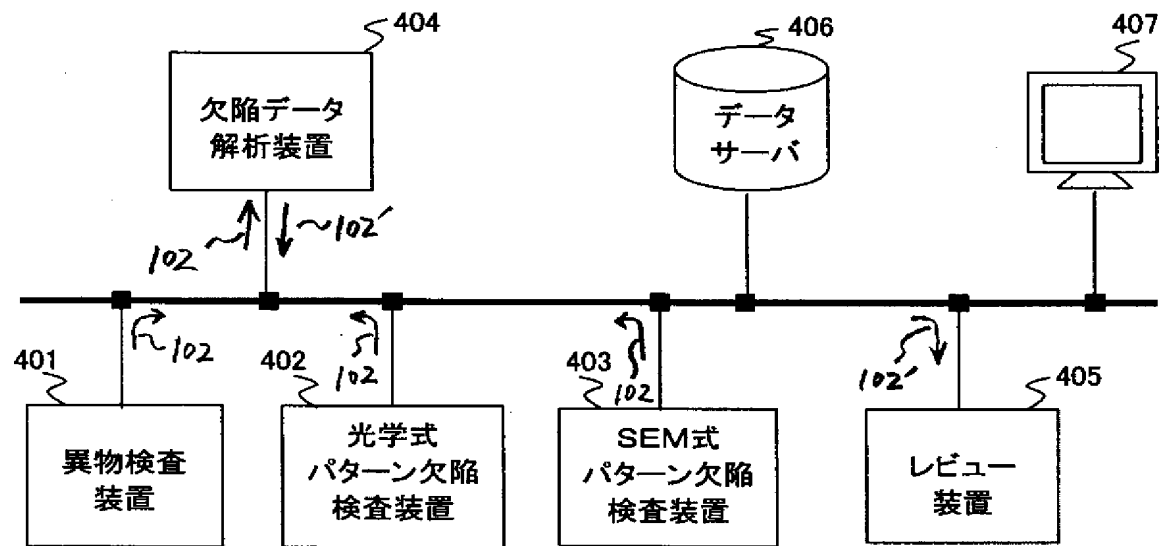 404
欠陥データ
解析装置
406
データ
サーバ
407
102
102′
102
102
102
102′
401
異物検査
装置
402
光学式
パターン欠陥
検査装置
403
SEM式
パターン欠陥
検査装置
405
レビュー
装置